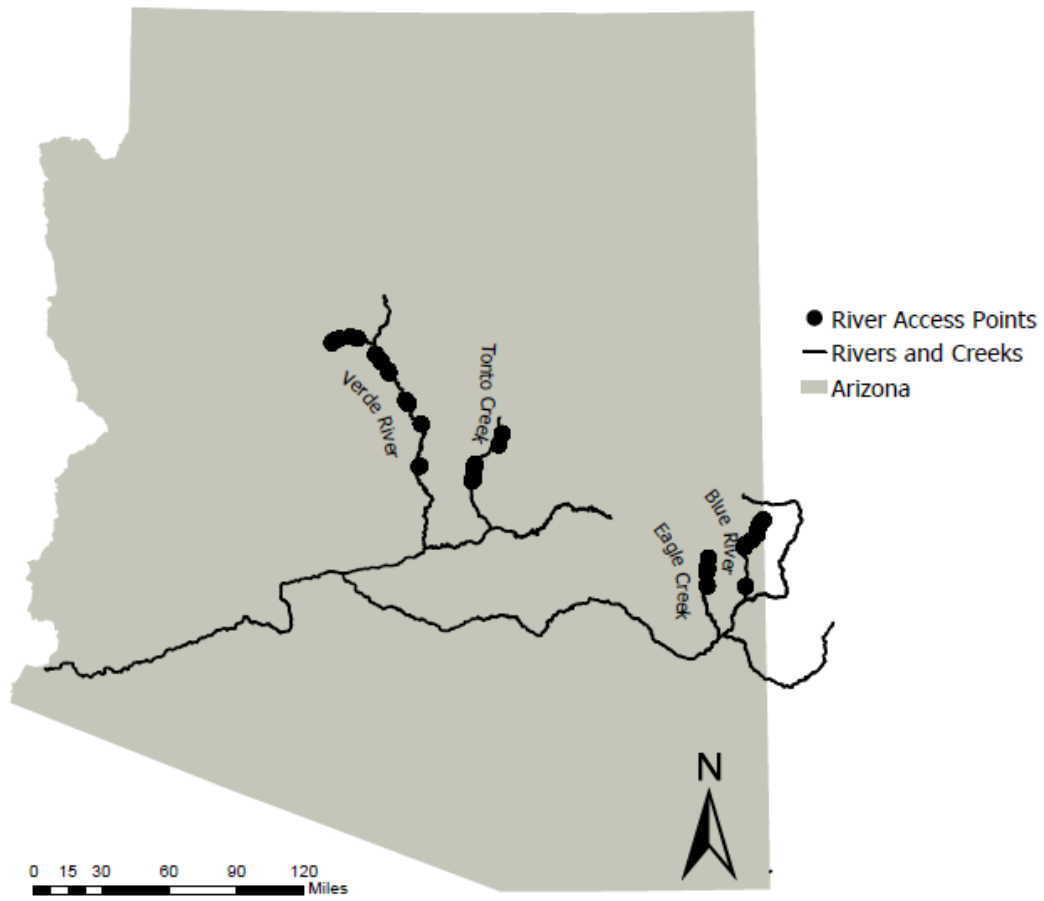 Tonto Creek
Verde River
River Access Points
Rivers and Creeks
Arizona
Blue River
Eagle Creek
N
0 15 30 60 90 120
Miles